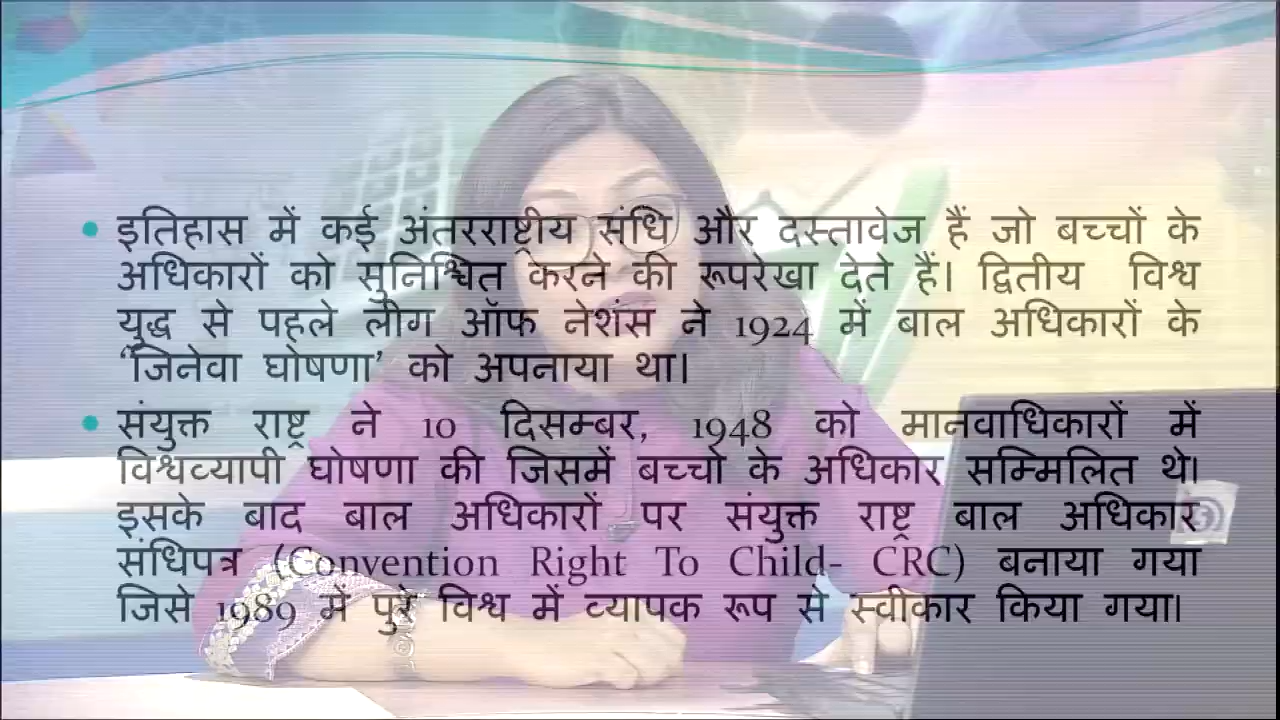 इतिहास में कई अंतरराष्ट्रीय संधि और दस्तावेज हैं जो बच्चों के
अधिकारों को सुनिश्चित करने की रूपरेखा देते हैं। द्वितीय विश्व
युद्ध से पहले लीग ऑफ नेशंस ने 1924 में बाल अधिकारों के
‘जिनेवा घोषणा’ को अपनाया था।
संयुक्त राष्ट्र ने 10 दिसम्बर, 1948 को मानवाधिकारों में
विश्वव्यापी घोषणा की जिसमें बच्चो के अधिकार सम्मिलित थे।
इसके बाद बाल अधिकारों पर संयुक्त राष्ट्र बाल अधिकार
संधिपत्र (Convention Right To Child- CRC) बनाया गया
जिसे 1989 में पुरे विश्व में व्यापक रूप से स्वीकार किया गया।